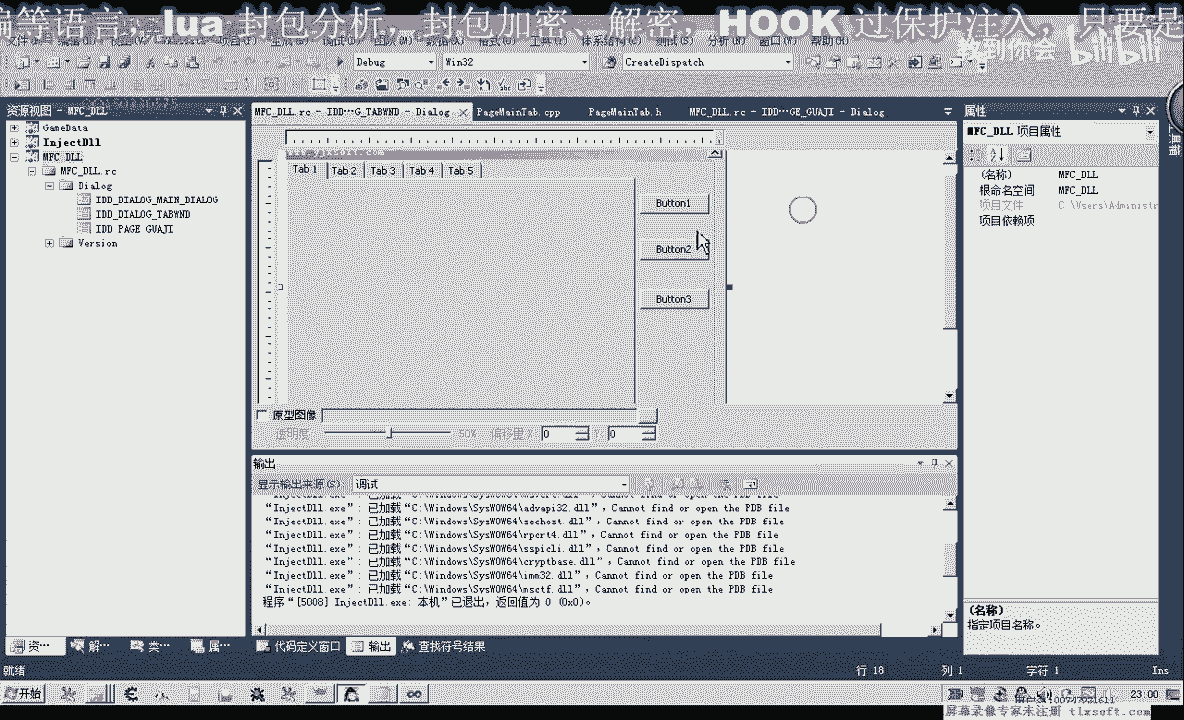 编等语言, lua 封包分析, 封包加密、解密, HOOK 过保护注入, 只要是
教到你会 bilibili
Debug Win32 CreateDispatch
资源视图 - MFC_DLL
GameData
InjectDll
MFC_DLL
MFC_DLL.rc
Dialog
IDD_DIALOG_MAIN_DIALOG
IDD_DIALOG_TABWND
IDD_PAGE_GUAJI
Version
MFC_DLL.rc - IDD···G_TABWND - Dialog PageMainTab.cpp PageMainTab.h MFC_DLL.rc - IDD···GE_GUAJI - Dialog
Tab 1 Tab 2 Tab 3 Tab 4 Tab 5
Button1
Button2
Button3
原型图像
透明度: 50% 偏移量 X: 0 Y: 0
属性
MFC_DLL 项目属性
(名称) MFC_DLL
根命名空间 MFC_DLL
项目文件 C:\Users\Administr
项目依赖项
工具箱
(名称)
指定项目名称。
输出
显示输出来源(S): 调试
“InjectDll.exe”: 已加载“C:\Windows\SysWOW64\advapi32.dll”, Cannot find or open the PDB file
“InjectDll.exe”: 已加载“C:\Windows\SysWOW64\sechost.dll”, Cannot find or open the PDB file
“InjectDll.exe”: 已加载“C:\Windows\SysWOW64\rpcrt4.dll”, Cannot find or open the PDB file
“InjectDll.exe”: 已加载“C:\Windows\SysWOW64\sspicli.dll”, Cannot find or open the PDB file
“InjectDll.exe”: 已加载“C:\Windows\SysWOW64\cryptbase.dll”, Cannot find or open the PDB file
“InjectDll.exe”: 已加载“C:\Windows\SysWOW64\imm32.dll”, Cannot find or open the PDB file
“InjectDll.exe”: 已加载“C:\Windows\SysWOW64\msctf.dll”, Cannot find or open the PDB file
程序“[5008] InjectDll.exe: 本机”已退出，返回值为 0 (0x0)。
资··· 解··· 类··· 属··· 代码定义窗口 输出 查找符号结果
就绪 行 18 列 1 字符 1 Ins
开始 23:00
屏幕录像专家未注册 tlxsoft.com